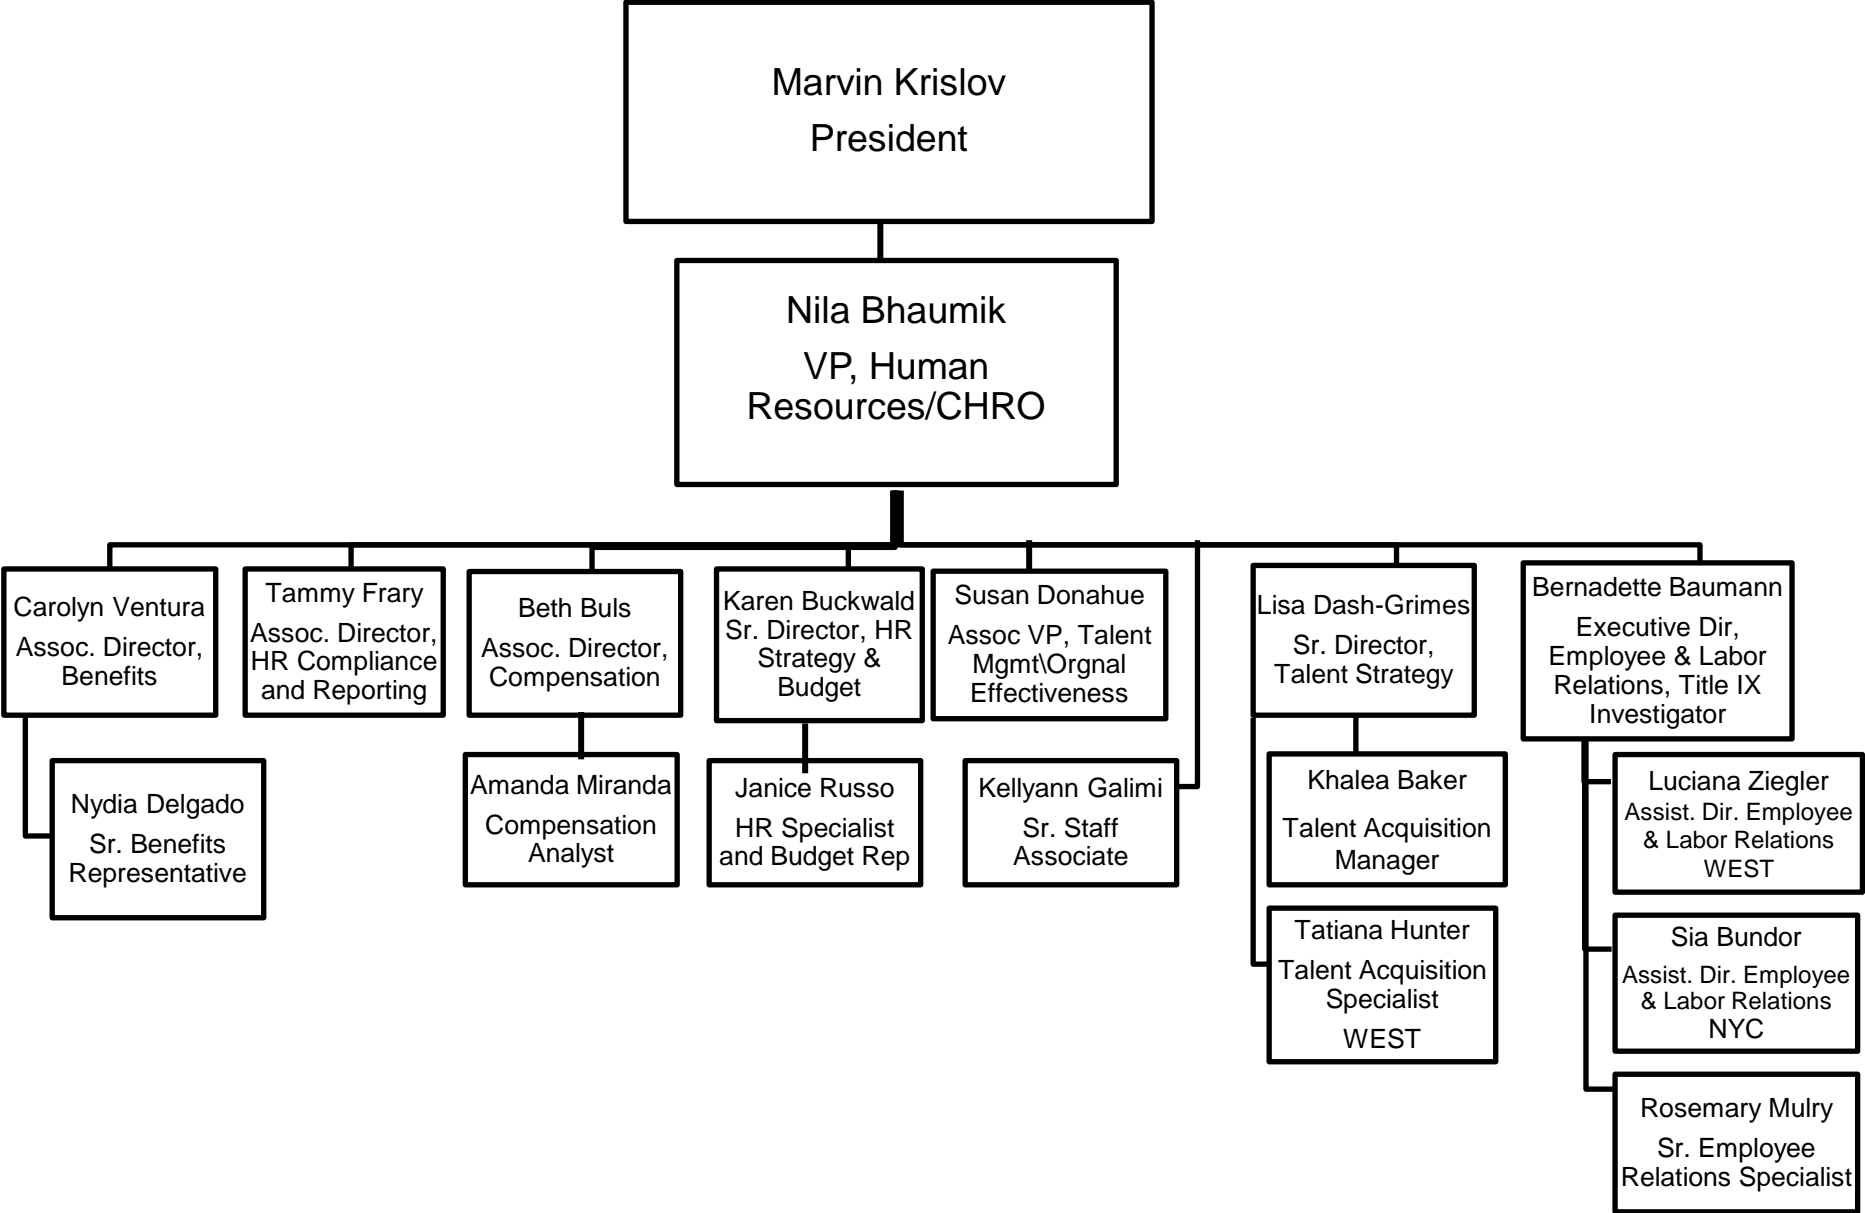 Marvin Krislov
President
Nila Bhaumik
VP, Human
Resources/CHRO
Carolyn Ventura
Assoc. Director,
Benefits
Tammy Frary
Assoc. Director,
HR Compliance
and Reporting
Beth Buls
Assoc. Director,
Compensation
Karen Buckwald
Sr. Director, HR
Strategy &
Budget
Susan Donahue
Assoc VP, Talent
Mgmt\Orgnal
Effectiveness
Lisa Dash-Grimes
Sr. Director,
Talent Strategy
Bernadette Baumann
Executive Dir,
Employee & Labor
Relations, Title IX
Investigator
Nydia Delgado
Sr. Benefits
Representative
Amanda Miranda
Compensation
Analyst
Janice Russo
HR Specialist
and Budget Rep
Kellyann Galimi
Sr. Staff
Associate
Khalea Baker
Talent Acquisition
Manager
Tatiana Hunter
Talent Acquisition
Specialist
WEST
Luciana Ziegler
Assist. Dir. Employee
& Labor Relations
WEST
Sia Bundor
Assist. Dir. Employee
& Labor Relations
NYC
Rosemary Mulry
Sr. Employee
Relations Specialist